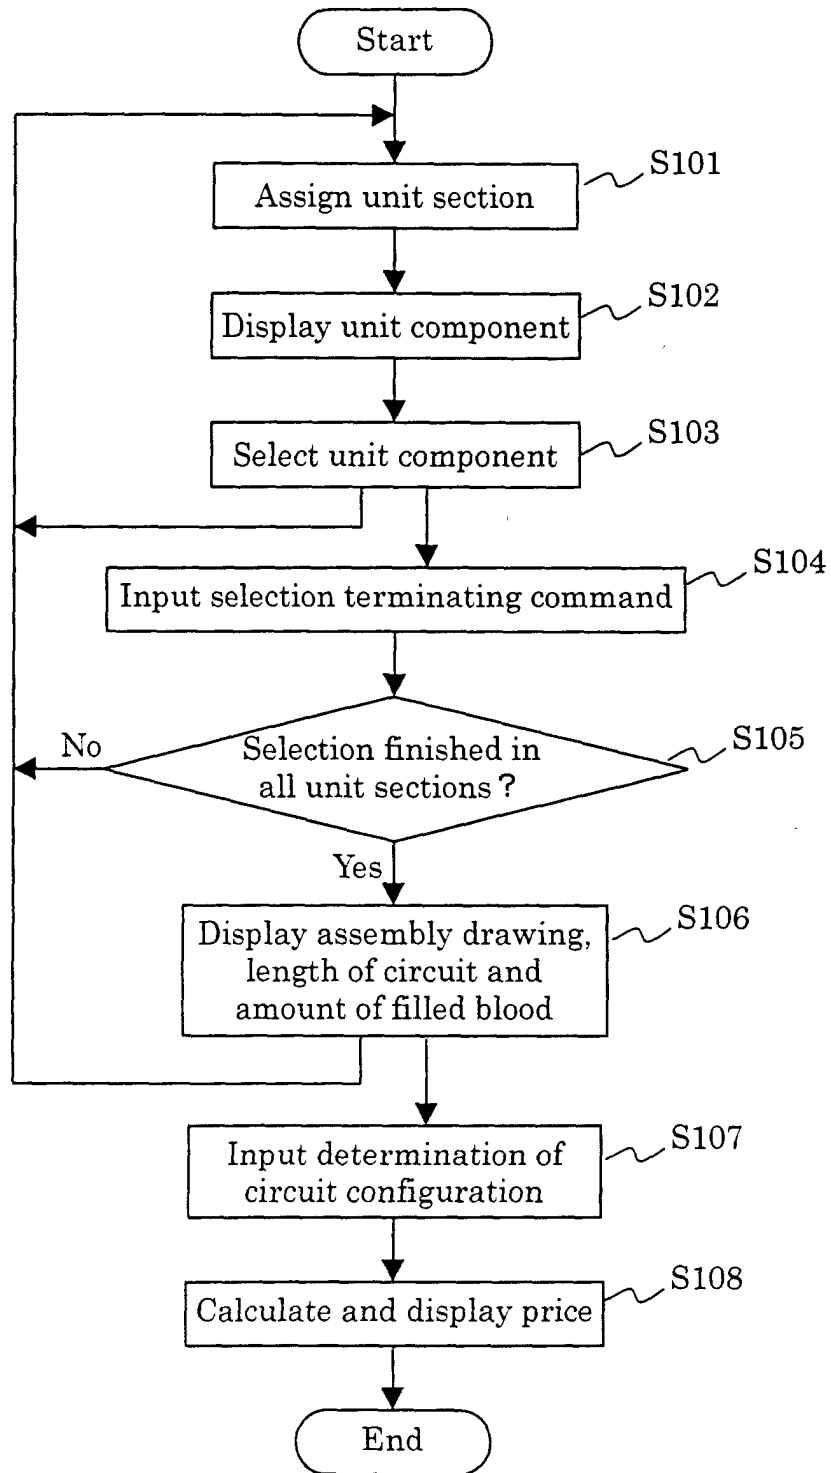 Start
S101
Assign unit section
S102
Display unit component
S103
Select unit component
S104
Input selection terminating command
S105
No
Selection finished in
all unit sections ?
Yes
S106
Display assembly drawing,
length of circuit and
amount of filled blood
S107
Input determination of
circuit configuration
S108
Calculate and display price
End